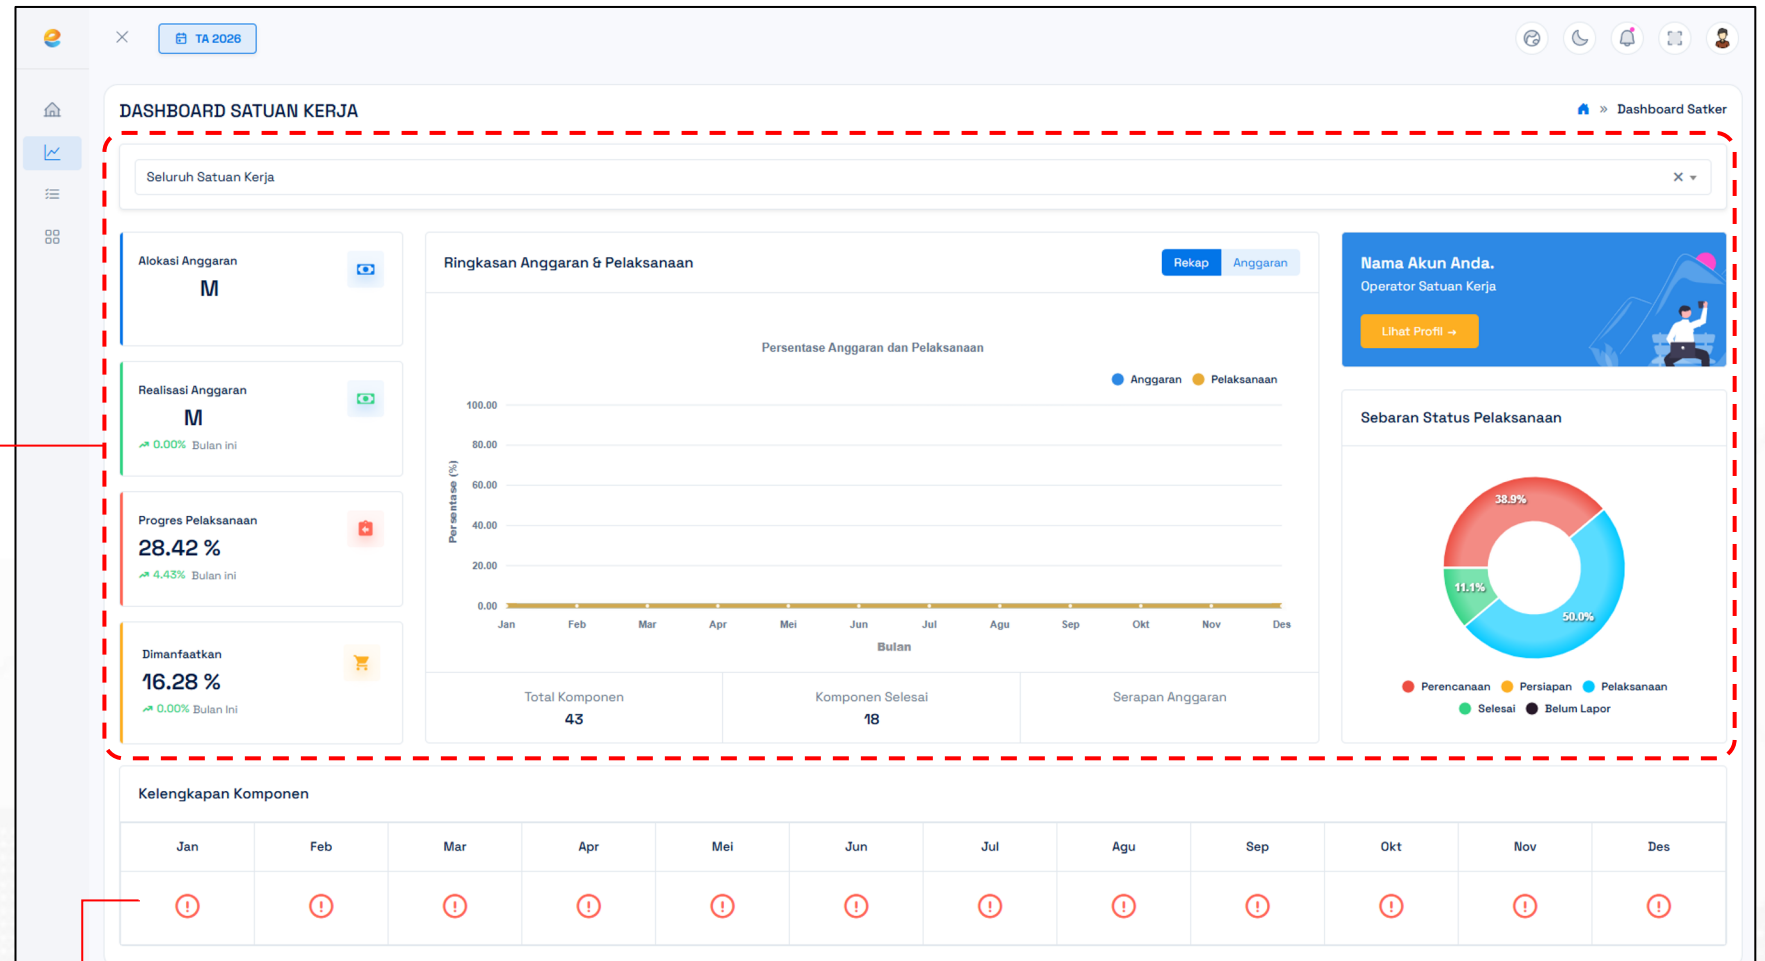 TA 2026
DASHBOARD SATUAN KERJA
» Dashboard Satker
Seluruh Satuan Kerja
Alokasi Anggaran
M
Realisasi Anggaran
M
0.00% Bulan ini
Progres Pelaksanaan
28.42 %
4.43% Bulan ini
Dimanfaatkan
16.28 %
0.00% Bulan Ini
Ringkasan Anggaran & Pelaksanaan
Rekap Anggaran
Persentase Anggaran dan Pelaksanaan
Anggaran Pelaksanaan
Persentase (%)
100.00
80.00
60.00
40.00
20.00
0.00
Jan Feb Mar Apr Mei Jun Jul Agu Sep Okt Nov Des
Bulan
Total Komponen
43
Komponen Selesai
18
Serapan Anggaran
Nama Akun Anda.
Operator Satuan Kerja
Lihat Profil →
Sebaran Status Pelaksanaan
38.9%
11.1%
50.0%
Perencanaan Persiapan Pelaksanaan
Selesai Belum Lapor
Kelengkapan Komponen
Jan Feb Mar Apr Mei Jun Jul Agu Sep Okt Nov Des